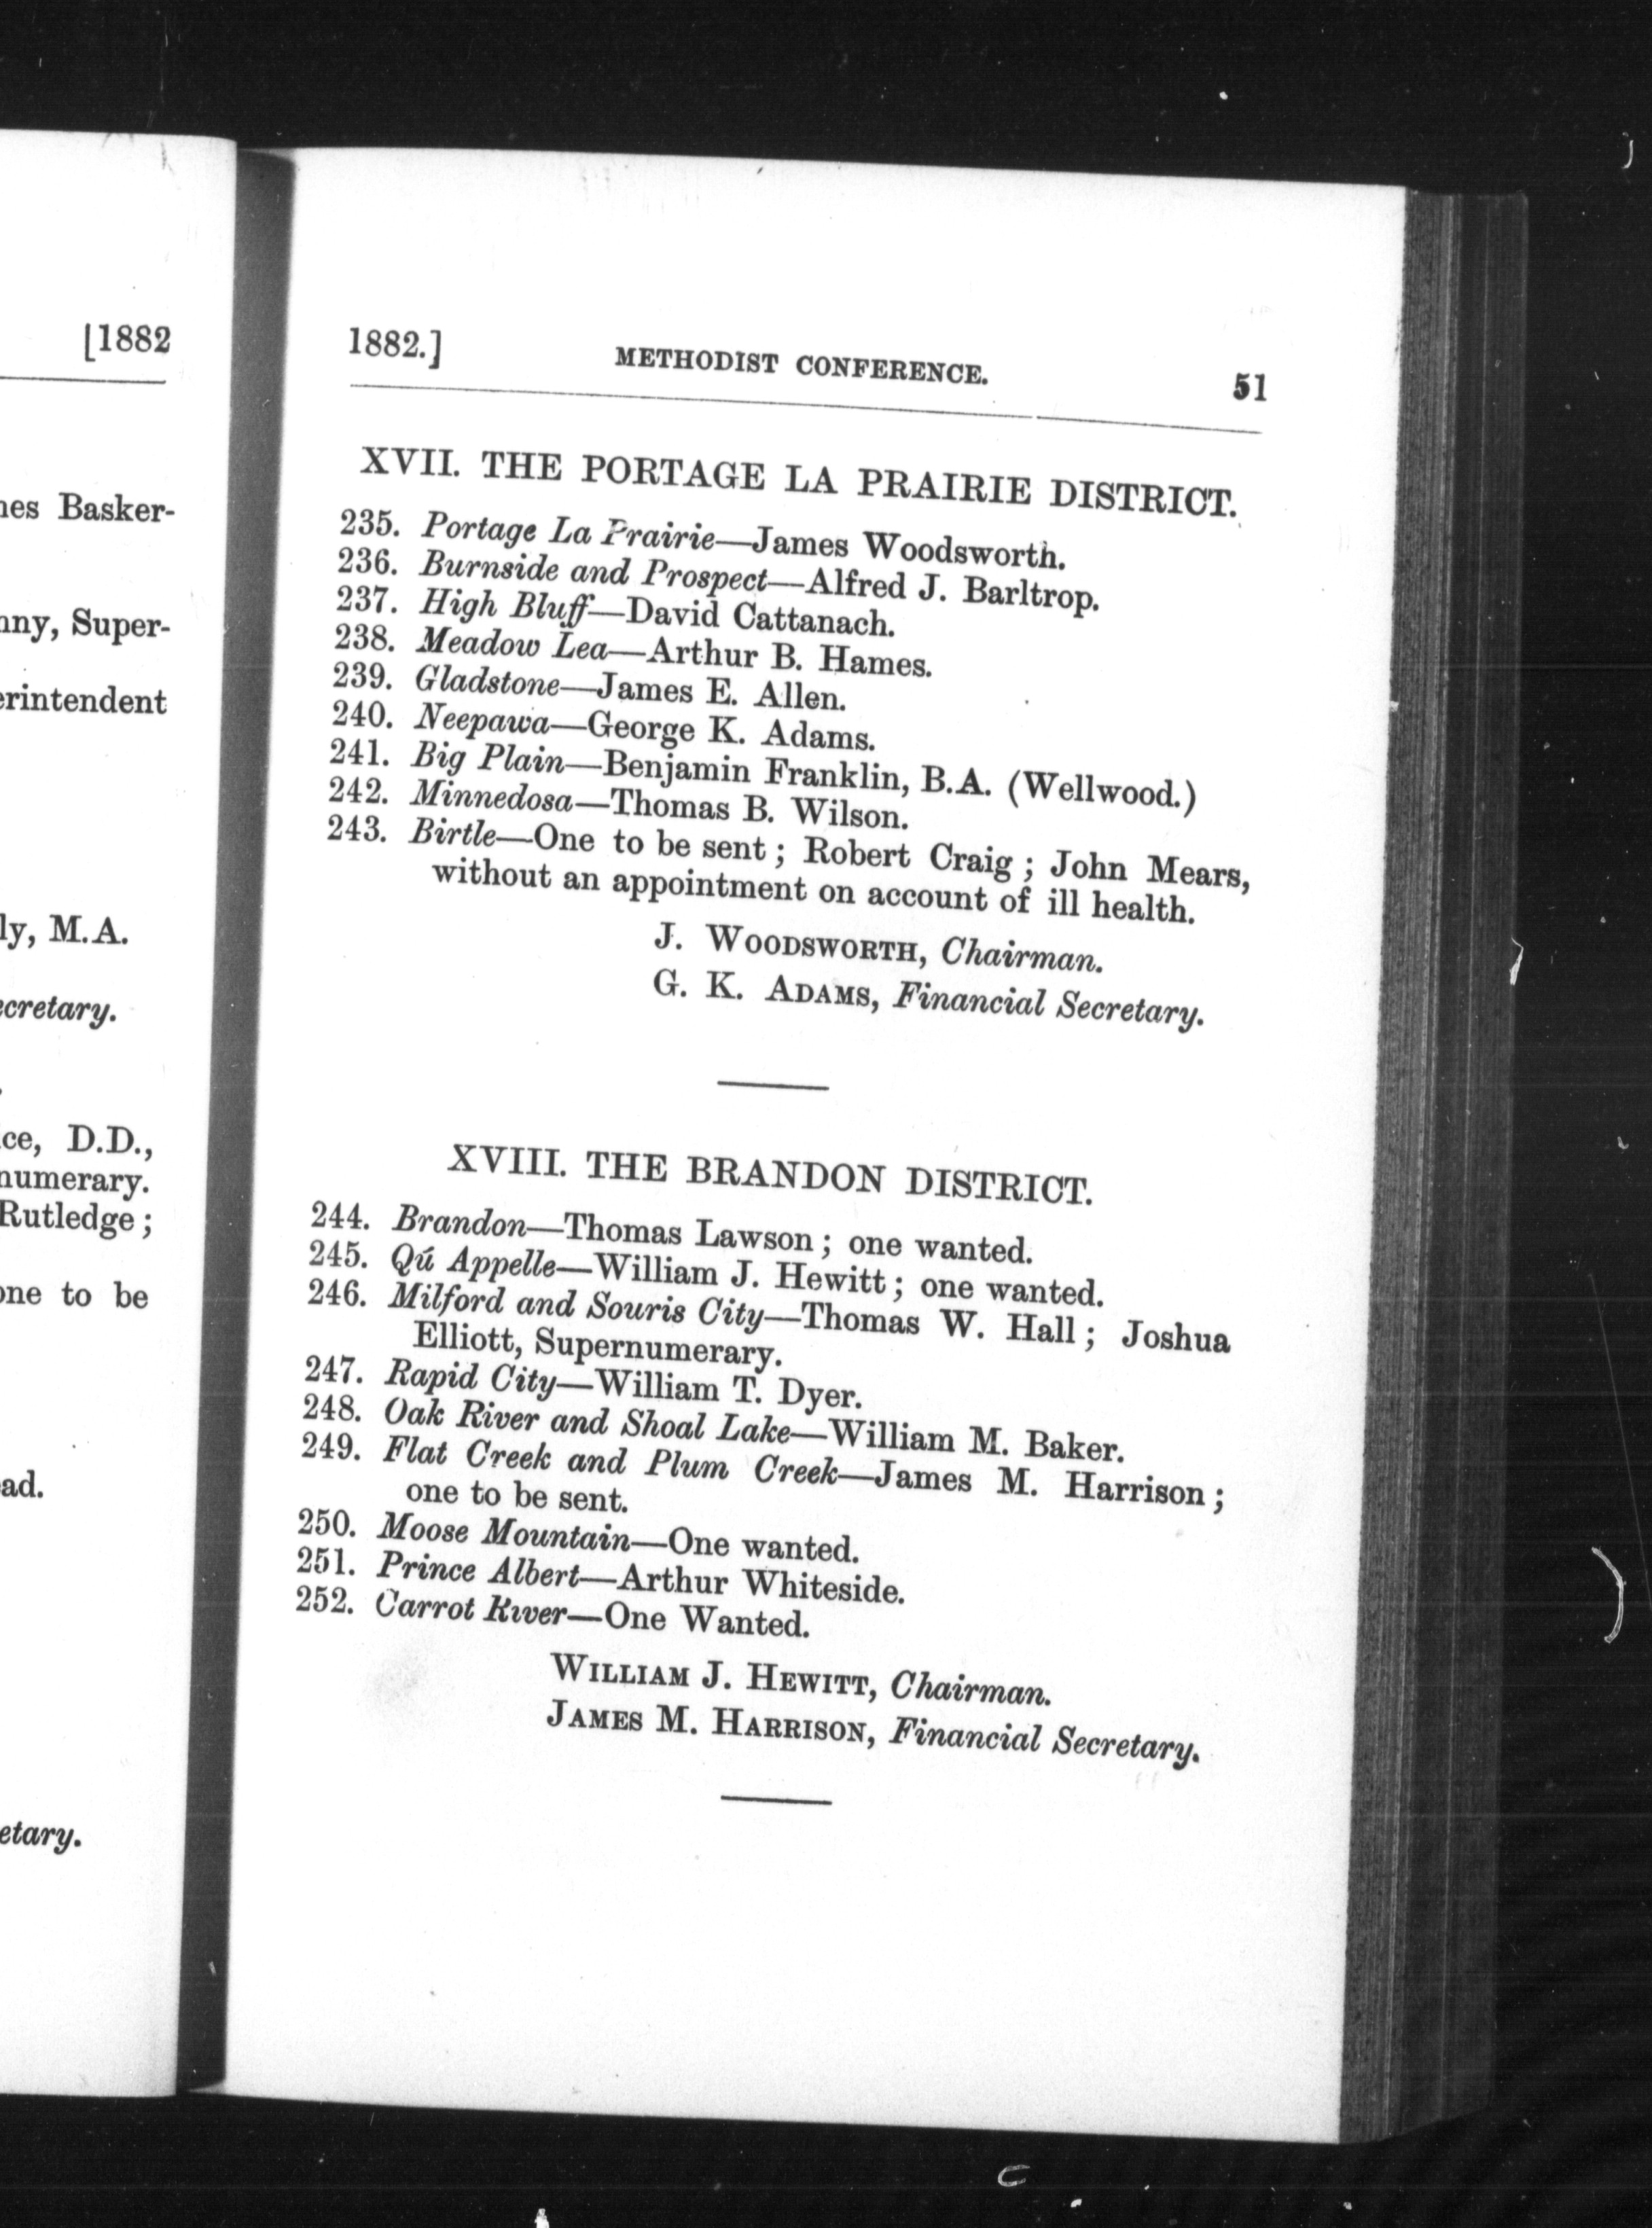 [1882
nes Basker-
nny, Super-
erintendent
ly, M.A.
ecretary.
ce, D.D.,
numerary.
Rutledge;
one to be
ad.
etary.
1882.] METHODIST CONFERENCE. 51
XVII. THE PORTAGE LA PRAIRIE DISTRICT.
235. Portage La Prairie—James Woodsworth.
236. Burnside and Prospect—Alfred J. Barltrop.
237. High Bluff—David Cattanach.
238. Meadow Lea—Arthur B. Hames.
239. Gladstone—James E. Allen.
240. Neepawa—George K. Adams.
241. Big Plain—Benjamin Franklin, B.A. (Wellwood.)
242. Minnedosa—Thomas B. Wilson.
243. Birtle—One to be sent; Robert Craig; John Mears,
without an appointment on account of ill health.
J. WOODSWORTH, Chairman.
G. K. ADAMS, Financial Secretary.
XVIII. THE BRANDON DISTRICT.
244. Brandon—Thomas Lawson; one wanted.
245. Qú Appelle—William J. Hewitt; one wanted.
246. Milford and Souris City—Thomas W. Hall; Joshua
Elliott, Supernumerary.
247. Rapid City—William T. Dyer.
248. Oak River and Shoal Lake—William M. Baker.
249. Flat Creek and Plum Creek—James M. Harrison;
one to be sent.
250. Moose Mountain—One wanted.
251. Prince Albert—Arthur Whiteside.
252. Carrot River—One Wanted.
WILLIAM J. HEWITT, Chairman.
JAMES M. HARRISON, Financial Secretary.